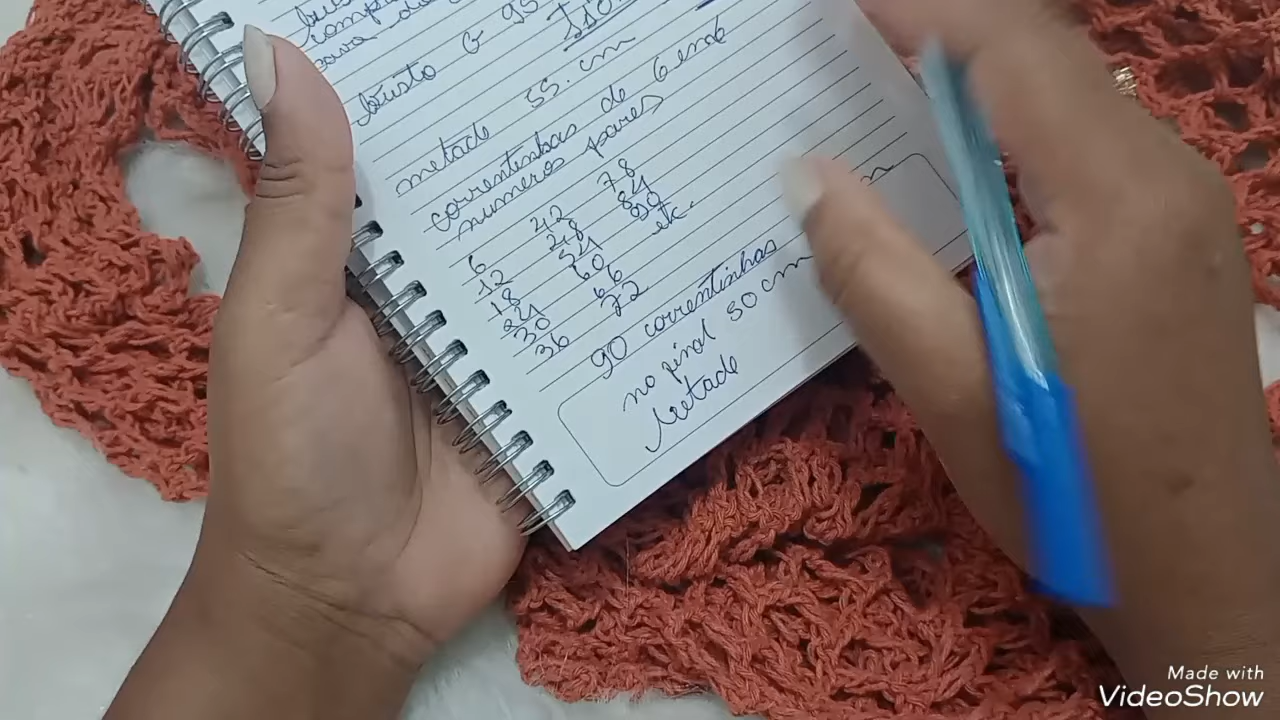 busto G 95
110
metade 55. cm
correntinhas de 6 em 6
numeros pares
6 42 78
12 48 84
18 54 90
24 60 etc.
30 66
36 72
90 correntinhas
no final 50 cm
Metade
Made with
VideoShow